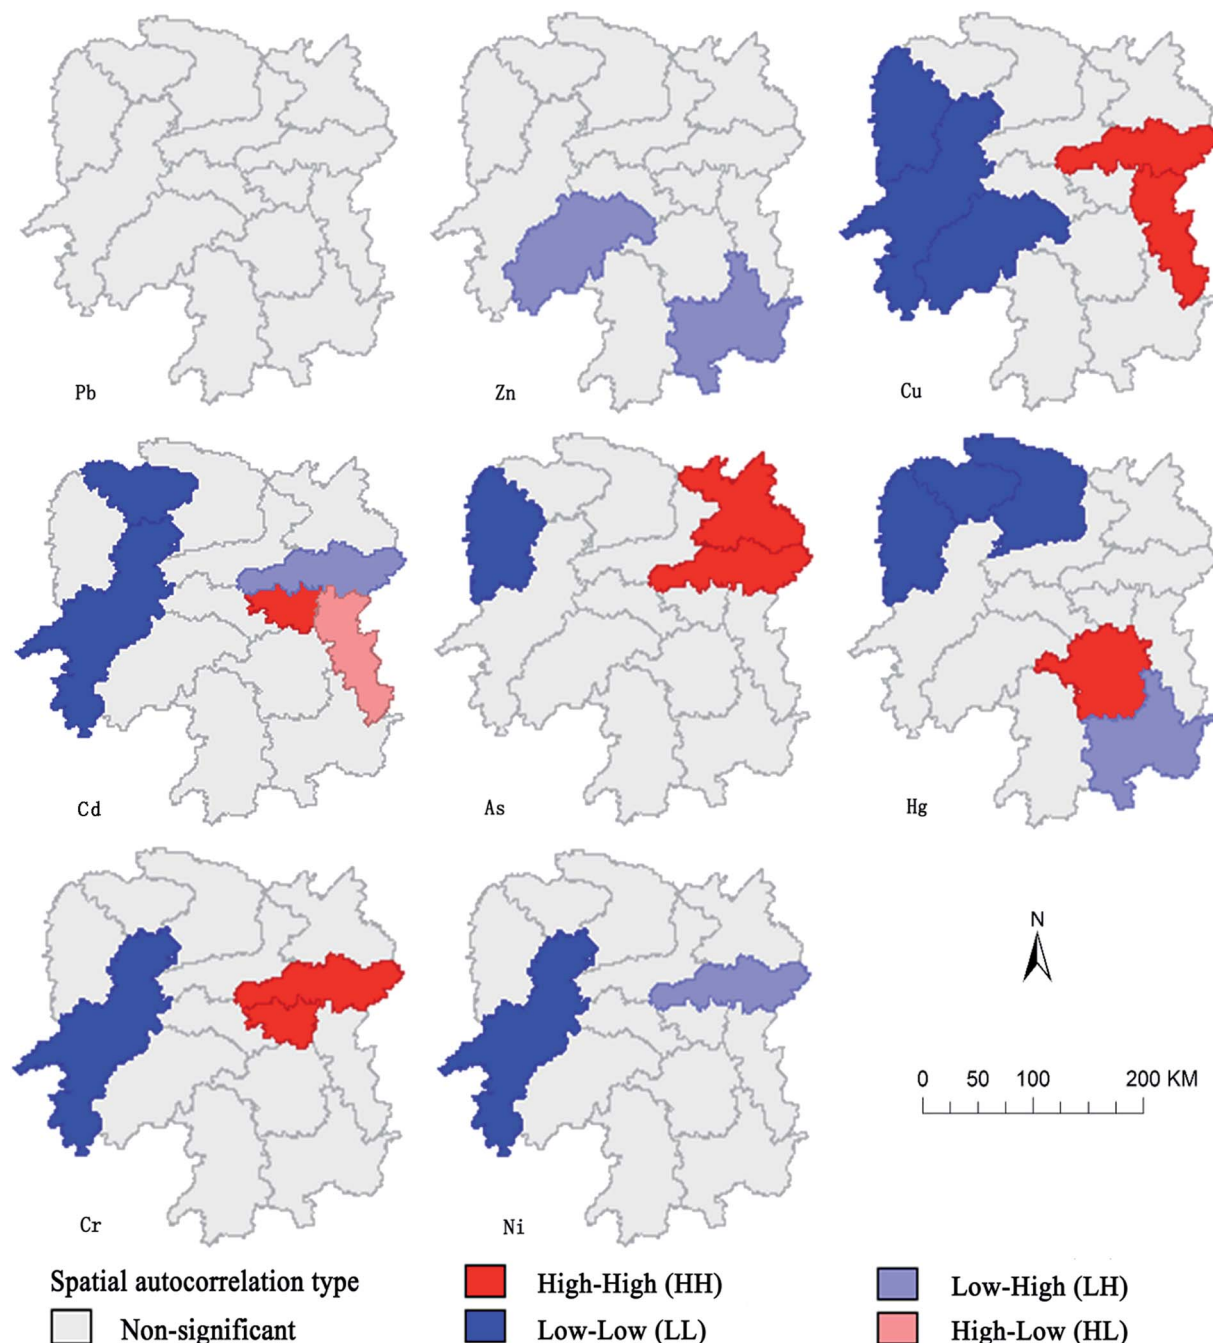 Pb
Zn
Cu
Cd
As
Hg
Cr
Ni
N
0 50 100 200 KM
Spatial autocorrelation type
High-High (HH)
Low-High (LH)
Non-significant
Low-Low (LL)
High-Low (HL)